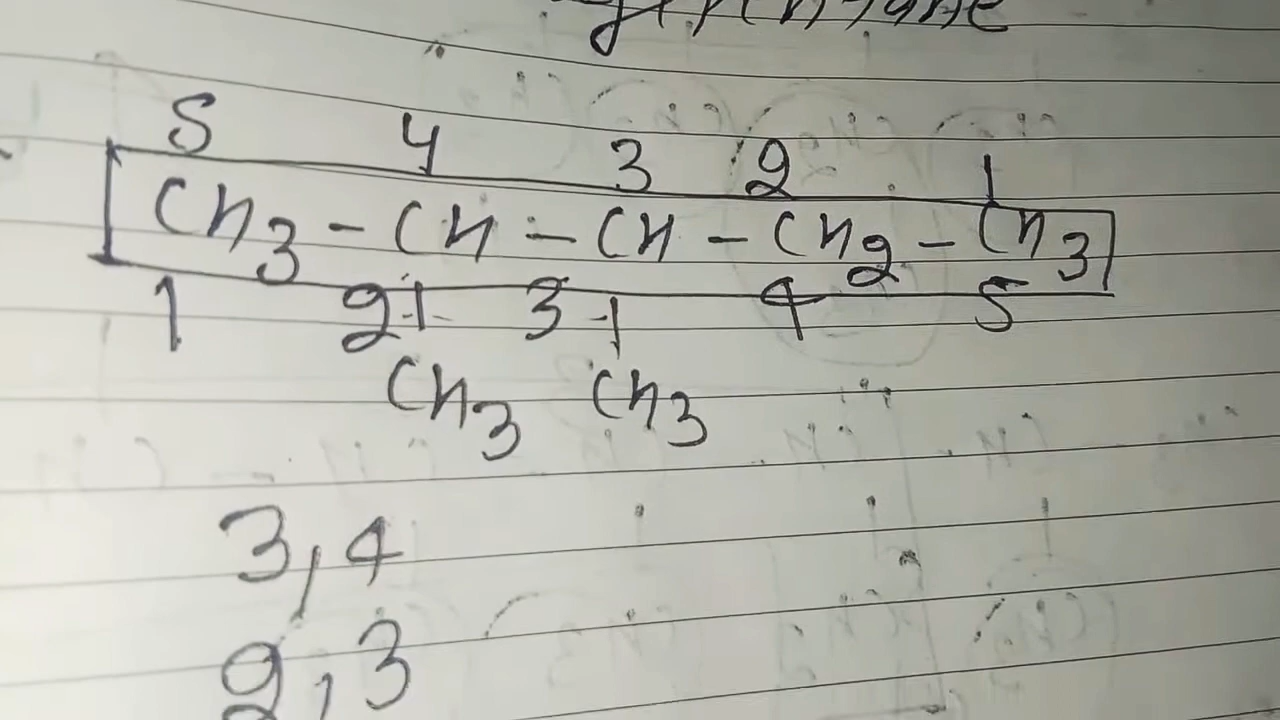 5 4 3 2 1
CH3 - CH - CH - CH2 - CH3
1 2 | 3 | 4 5
CH3 CH3
3,4
2,3